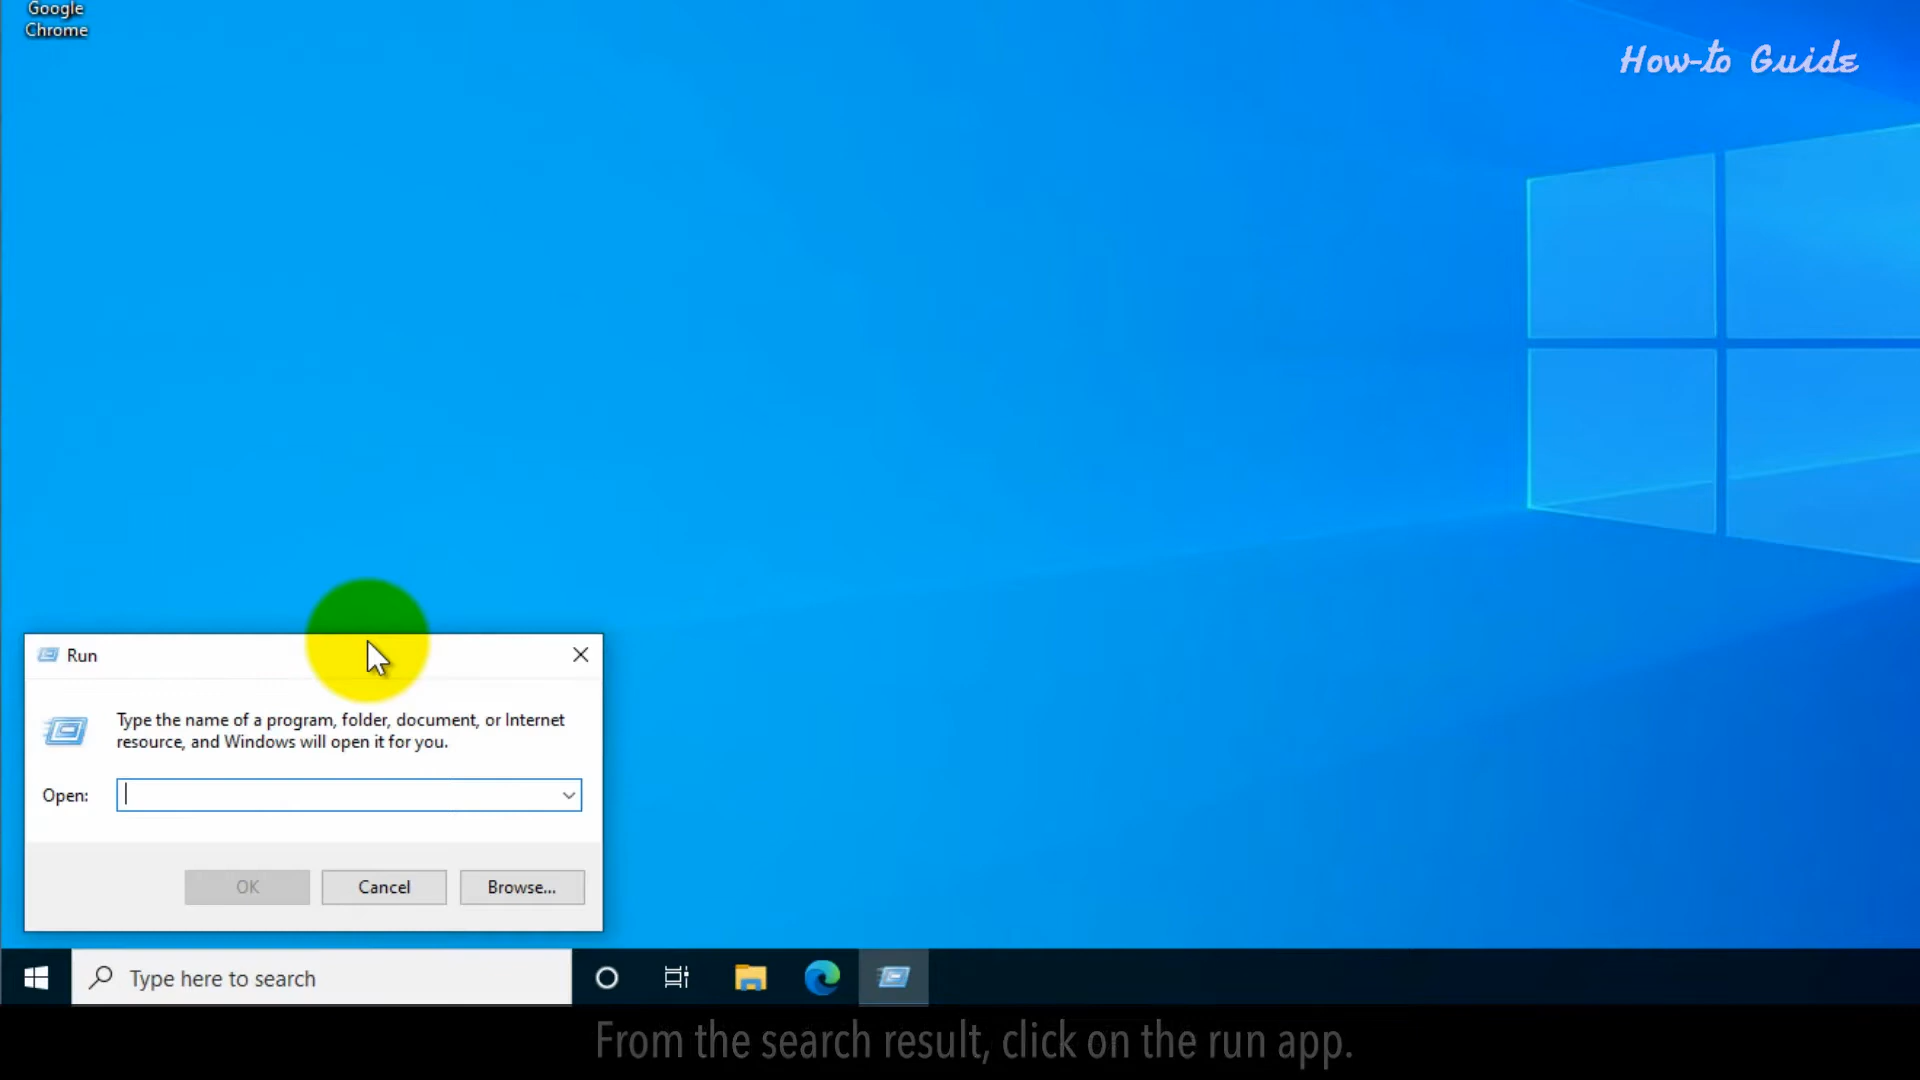 Google
Chrome
How-to Guide
Run
Type the name of a program, folder, document, or Internet
resource, and Windows will open it for you.
Open:
OK
Cancel
Browse...
Type here to search
From the search result, click on the run app.